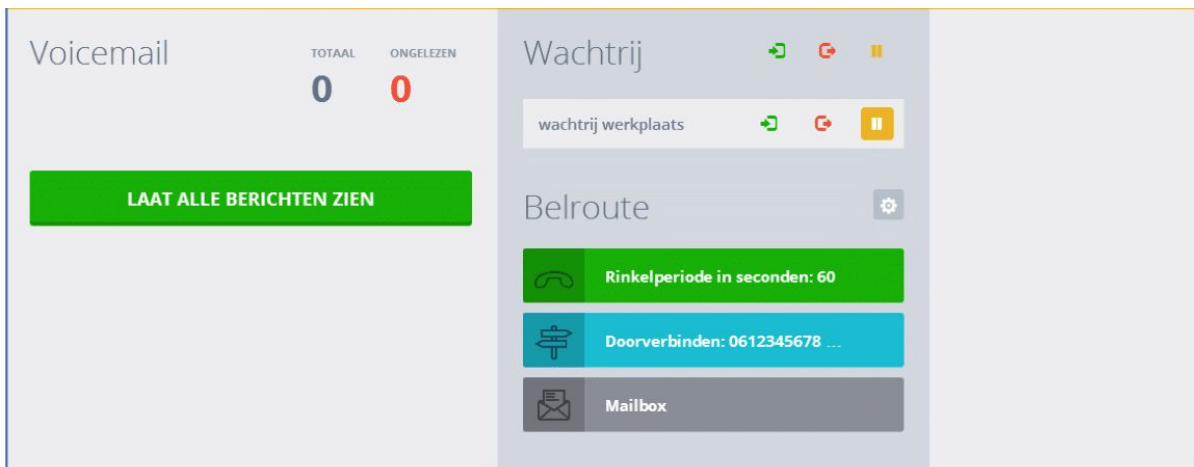 Voicemail
TOTAAL
ONGELEZEN
0
0
LAAT ALLE BERICHTEN ZIEN
Wachtrij
wachtrij werkplaats
Belroute
Rinkelperiode in seconden: 60
Doorverbinden: 0612345678 ...
Mailbox